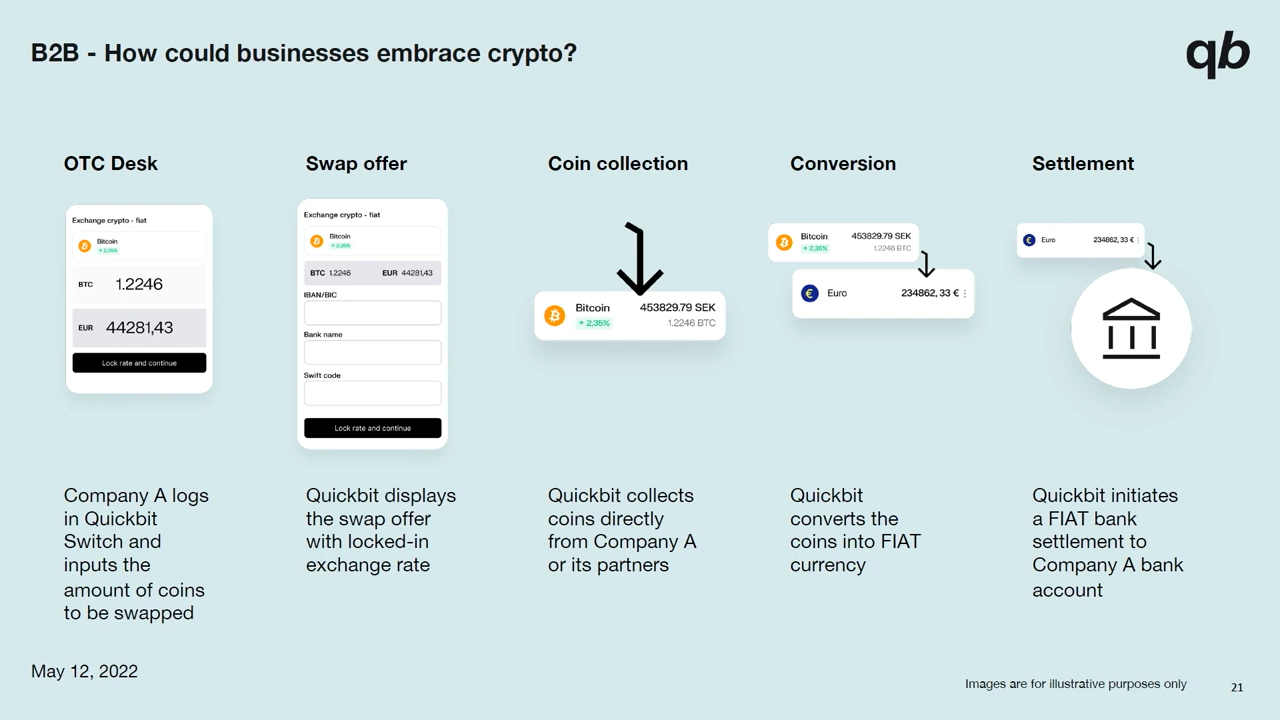 B2B - How could businesses embrace crypto?
qb
OTC Desk
Exchange crypto - fiat
Bitcoin
+ 2,35%
BTC 1.2246
EUR 44281,43
Lock rate and continue
Company A logs
in Quickbit
Switch and
inputs the
amount of coins
to be swapped
Swap offer
Exchange crypto - fiat
Bitcoin
+ 2,35%
BTC 1.2246 EUR 44281,43
IBAN/BIC
Bank name
Swift code
Lock rate and continue
Quickbit displays
the swap offer
with locked-in
exchange rate
Coin collection
Bitcoin 453829.79 SEK
+ 2,35% 1.2246 BTC
Quickbit collects
coins directly
from Company A
or its partners
Conversion
Bitcoin 453829.79 SEK
+ 2,35% 1.2246 BTC
Euro 234862, 33 €
Quickbit
converts the
coins into FIAT
currency
Settlement
Euro 234862, 33 €
Quickbit initiates
a FIAT bank
settlement to
Company A bank
account
May 12, 2022
Images are for illustrative purposes only
21